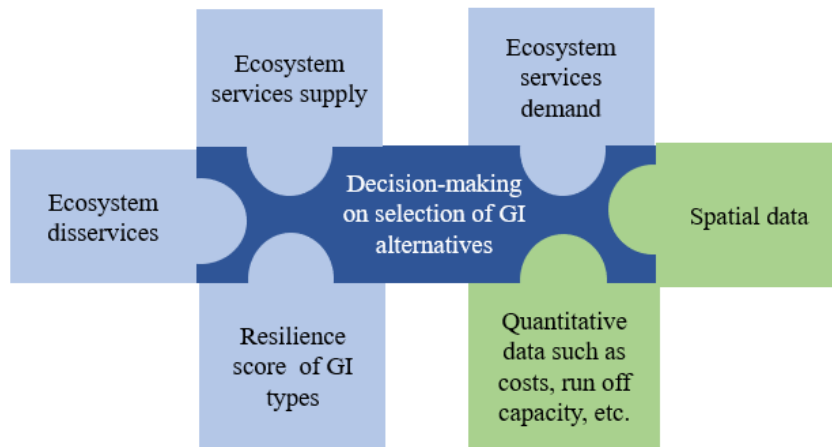 Ecosystem
services supply
Ecosystem
services
demand
Ecosystem
disservices
Decision-making
on selection of GI
alternatives
Spatial data
Resilience
score of GI
types
Quantitative
data such as
costs, run off
capacity, etc.